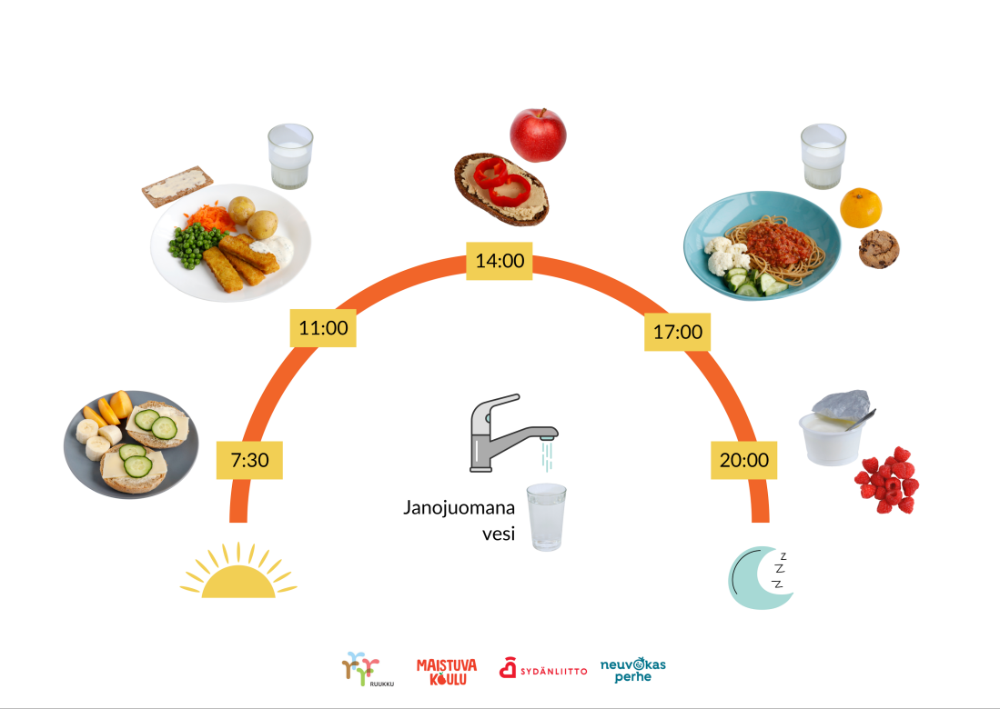 14:00
11:00
17:00
7:30
20:00
Janojuomana
vesi
z
z
z
RUUKKU
MAISTUVA
KOULU
SYDÄNLIITTO
neuvokas
perhe